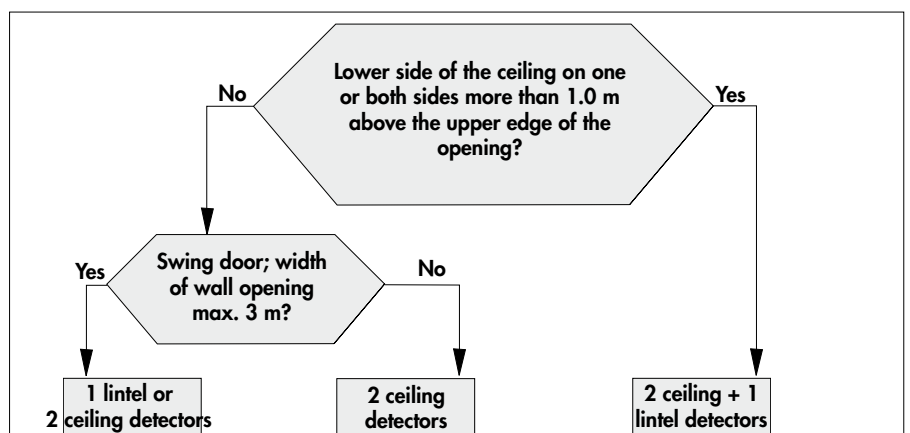 Lower side of the ceiling on one
or both sides more than 1.0 m
above the upper edge of the
opening?
No
Yes
Swing door; width
of wall opening
max. 3 m?
Yes
No
1 lintel or
2 ceiling detectors
2 ceiling
detectors
2 ceiling + 1
lintel detectors